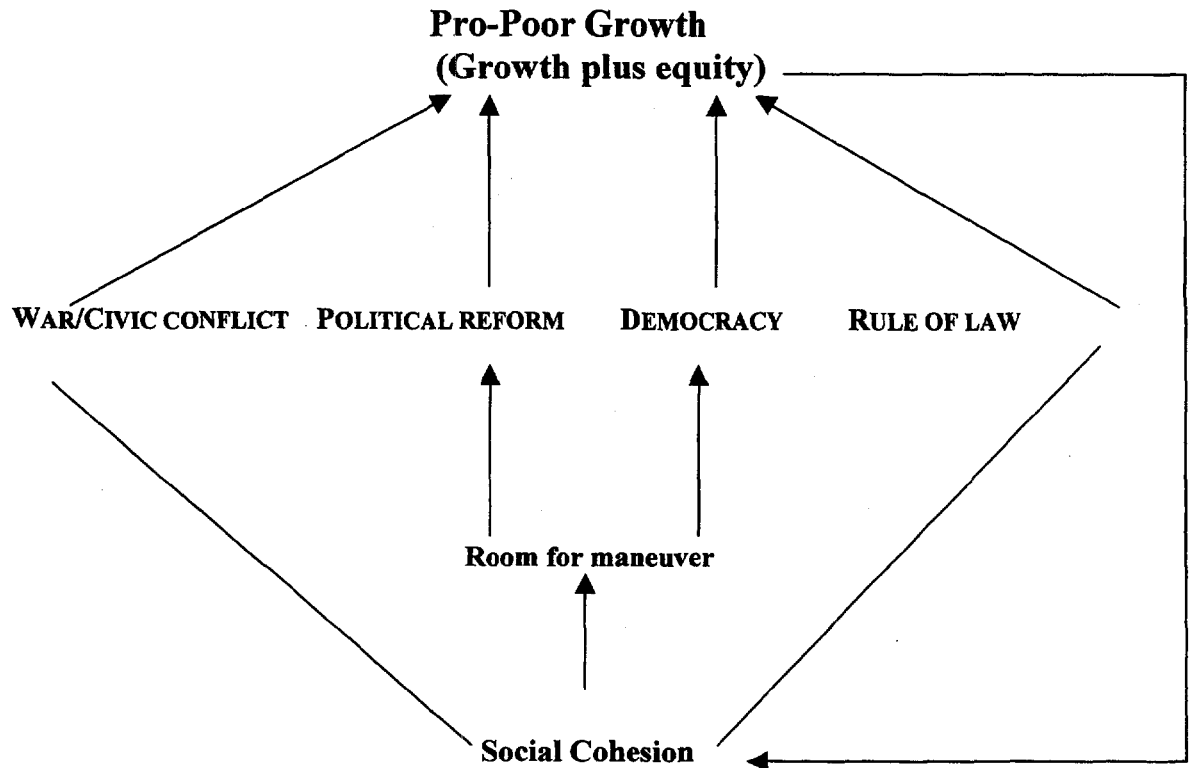 Pro-Poor Growth
(Growth plus equity)
WAR/CIVIC CONFLICT POLITICAL REFORM DEMOCRACY RULE OF LAW
Room for maneuver
Social Cohesion